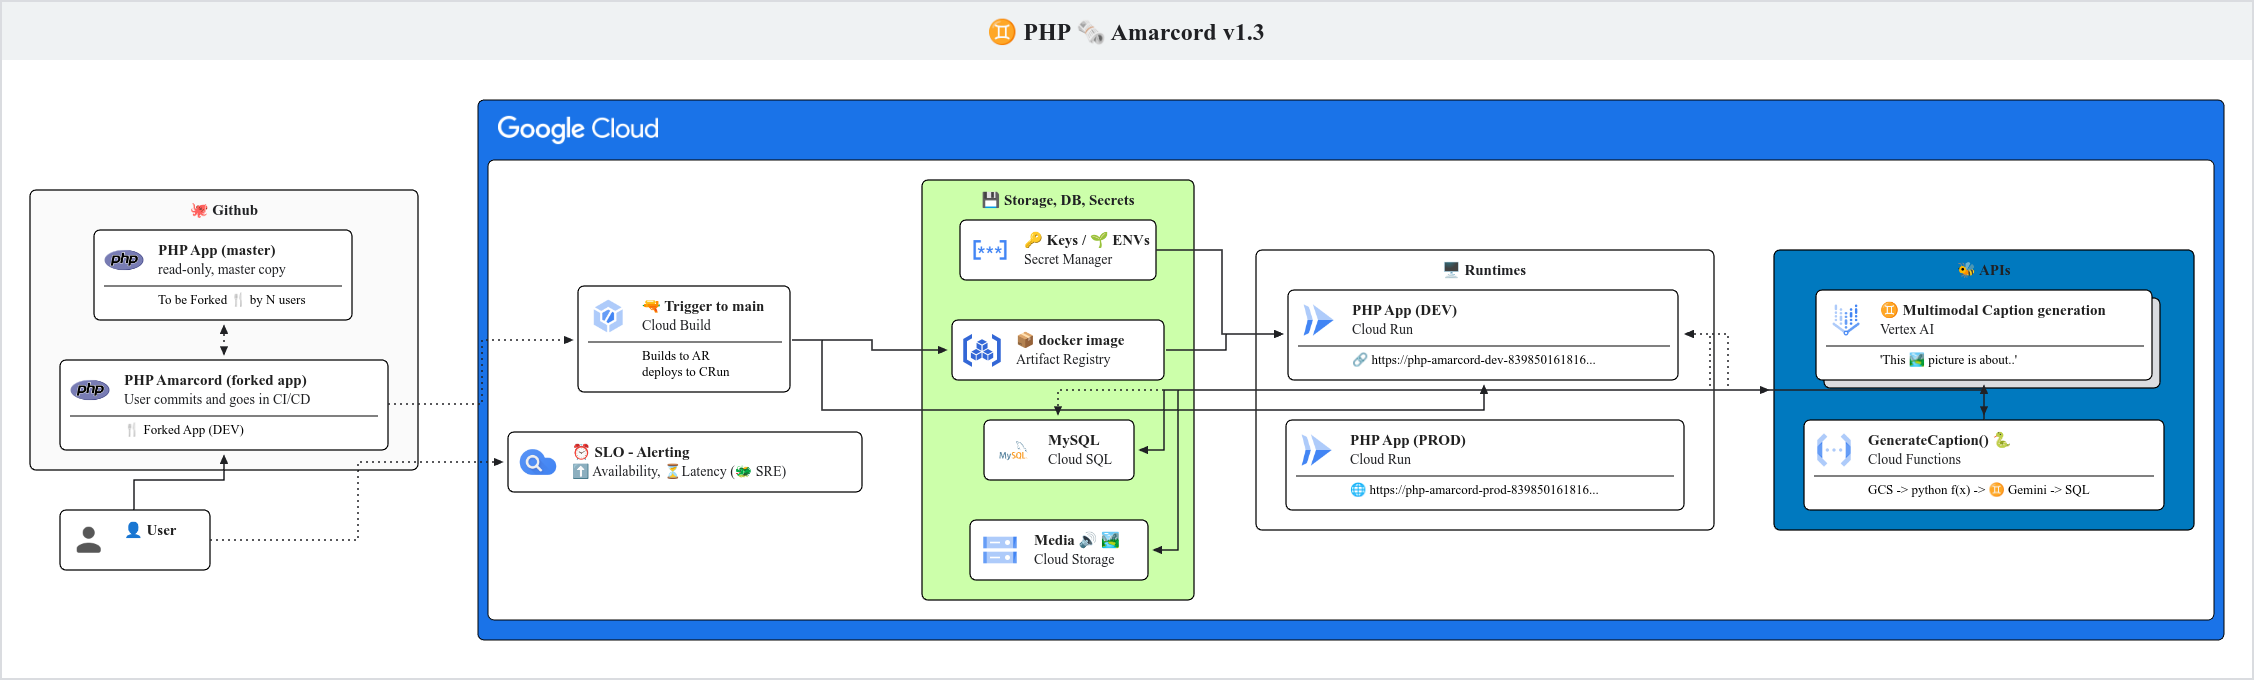 ♊ PHP 🗞️ Amarcord v1.3
Google Cloud
🐙 Github
php
PHP App (master)
read-only, master copy
To be Forked 🍴 by N users
php
PHP Amarcord (forked app)
User commits and goes in CI/CD
🍴 Forked App (DEV)
👤 User
🔫 Trigger to main
Cloud Build
Builds to AR
deploys to CRun
⏰ SLO - Alerting
⬆️ Availability, ⏳Latency (🐲 SRE)
💾 Storage, DB, Secrets
[***]
🔑 Keys / 🌱 ENVs
Secret Manager
📦 docker image
Artifact Registry
MySQL
MySQL
Cloud SQL
Media 🔊 🏞️
Cloud Storage
🖥️ Runtimes
PHP App (DEV)
Cloud Run
🔗 https://php-amarcord-dev-839850161816...
PHP App (PROD)
Cloud Run
🌐 https://php-amarcord-prod-839850161816...
🐝 APIs
♊ Multimodal Caption generation
Vertex AI
'This 🏞️ picture is about..'
GenerateCaption() 🐍
Cloud Functions
GCS -> python f(x) -> ♊ Gemini -> SQL